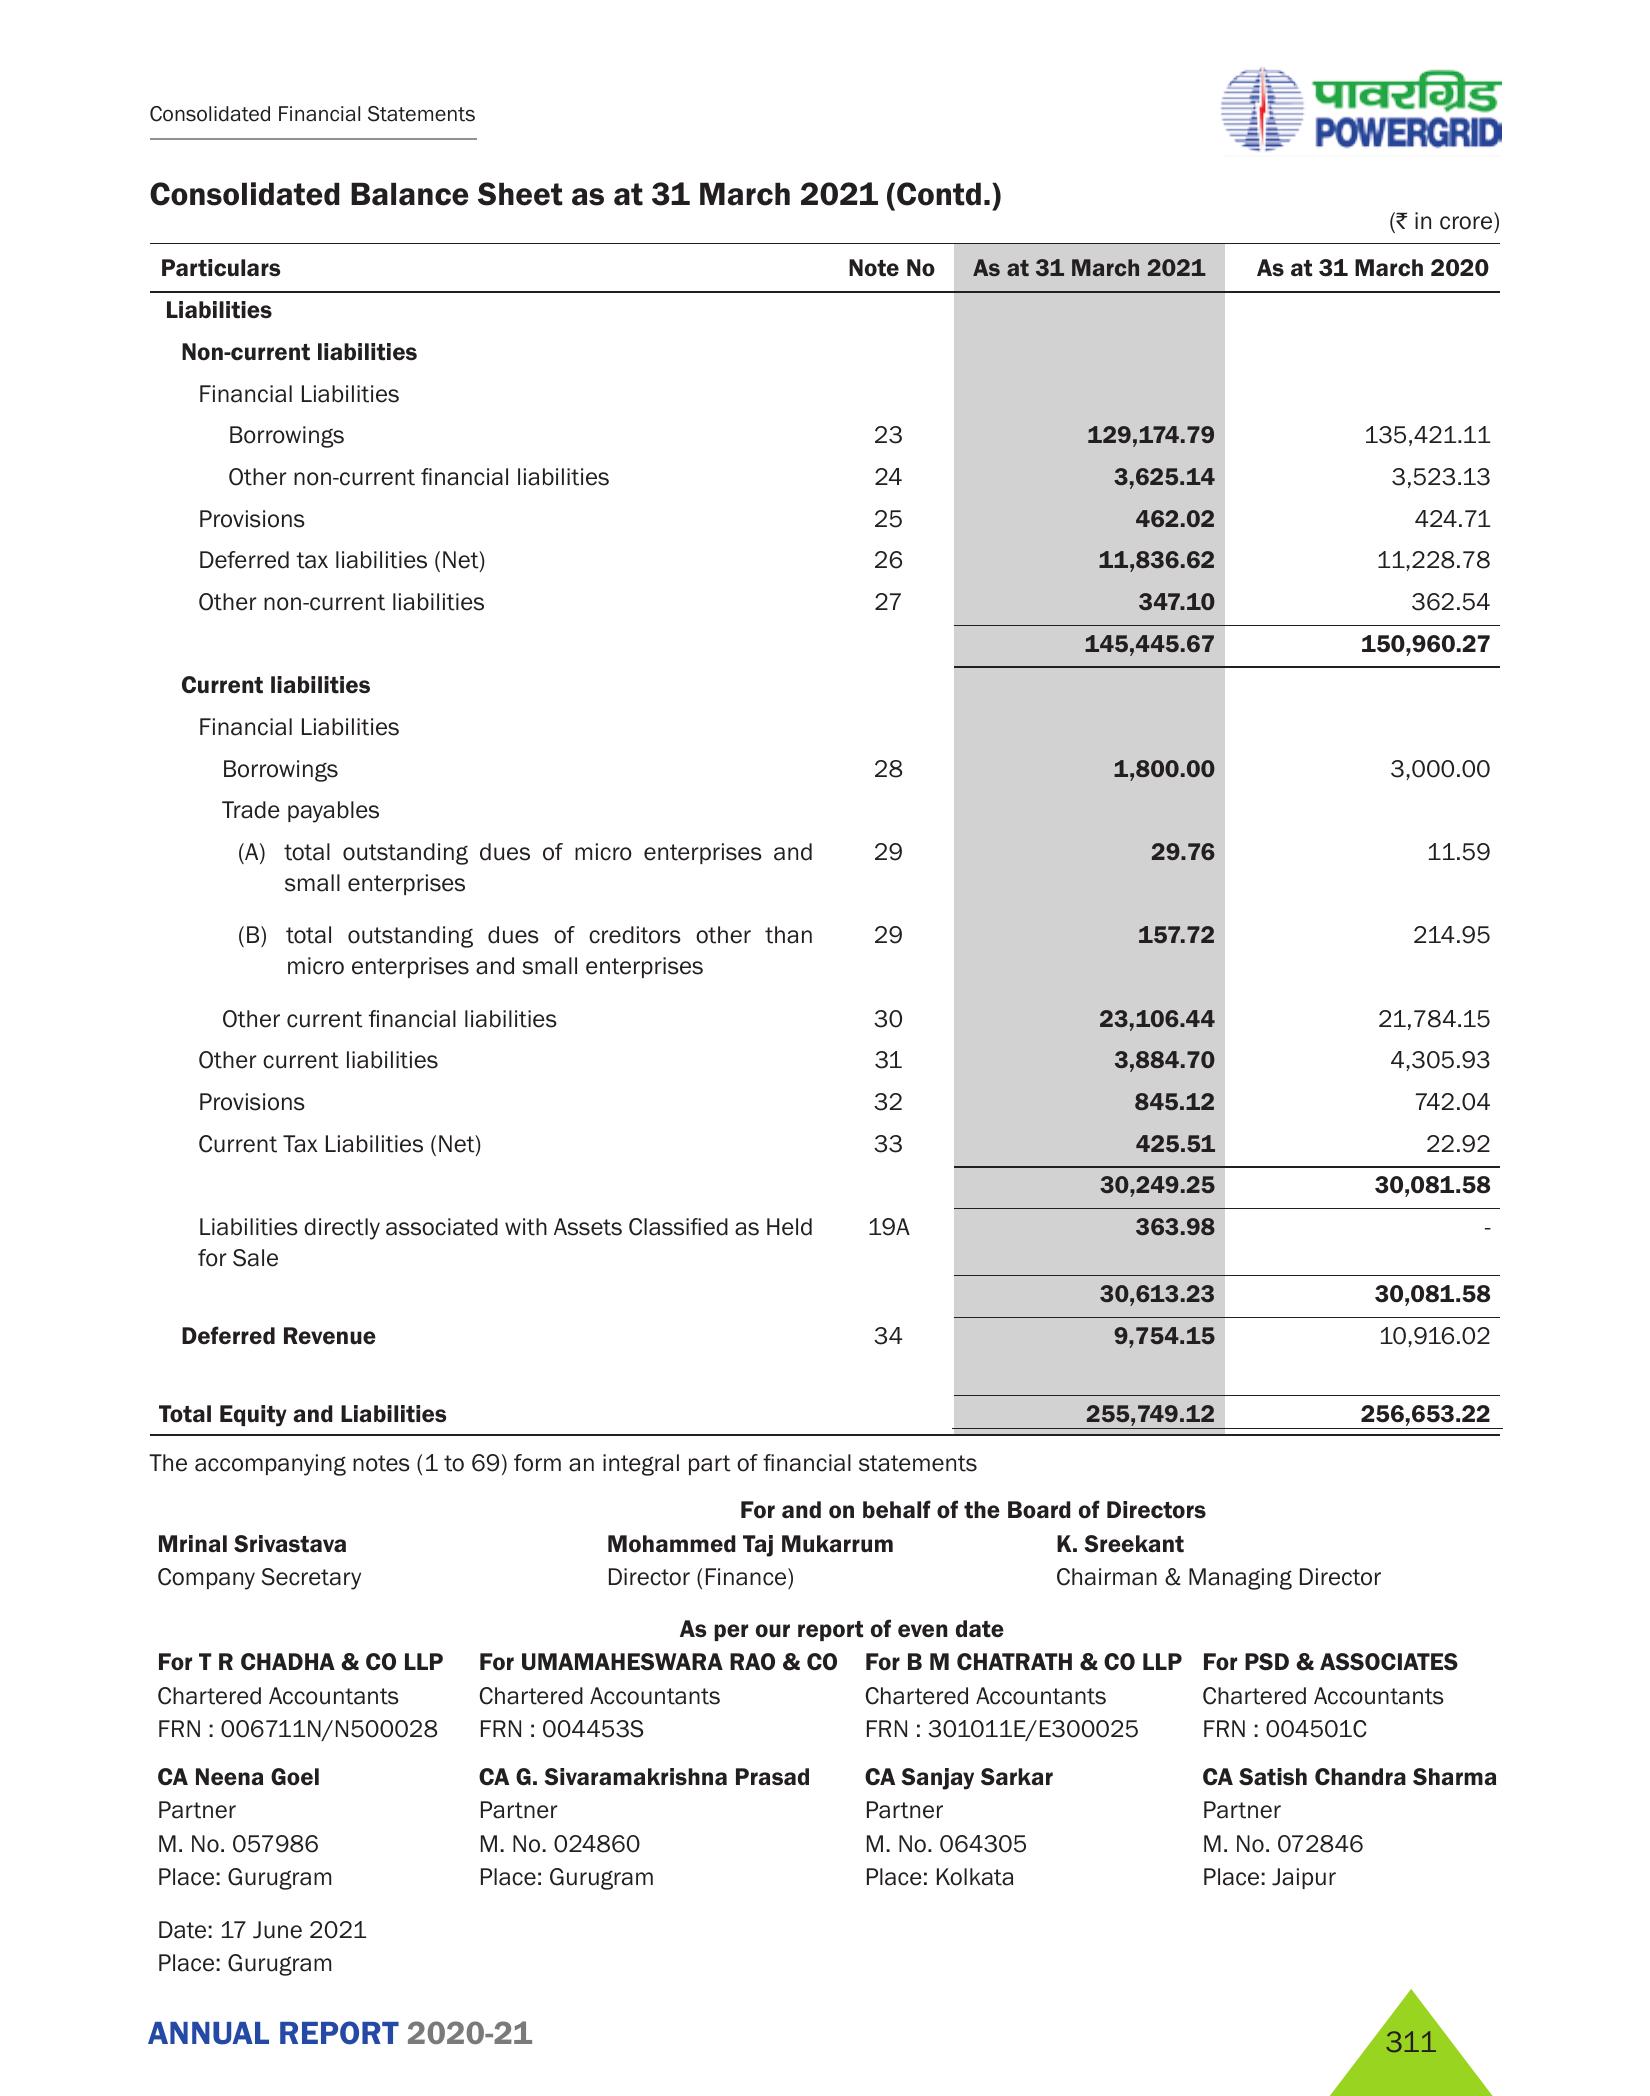 Consolidated Financial Statements
पावरग्रिड
POWERGRID
Consolidated Balance Sheet as at 31 March 2021 (Contd.)
(₹ in crore)
Particulars Note No As at 31 March 2021 As at 31 March 2020
Liabilities
Non-current liabilities
Financial Liabilities
Borrowings 23 129,174.79 135,421.11
Other non-current financial liabilities 24 3,625.14 3,523.13
Provisions 25 462.02 424.71
Deferred tax liabilities (Net) 26 11,836.62 11,228.78
Other non-current liabilities 27 347.10 362.54
145,445.67 150,960.27
Current liabilities
Financial Liabilities
Borrowings 28 1,800.00 3,000.00
Trade payables
(A) total outstanding dues of micro enterprises and 29 29.76 11.59
small enterprises
(B) total outstanding dues of creditors other than 29 157.72 214.95
micro enterprises and small enterprises
Other current financial liabilities 30 23,106.44 21,784.15
Other current liabilities 31 3,884.70 4,305.93
Provisions 32 845.12 742.04
Current Tax Liabilities (Net) 33 425.51 22.92
30,249.25 30,081.58
Liabilities directly associated with Assets Classified as Held 19A 363.98 -
for Sale
30,613.23 30,081.58
Deferred Revenue 34 9,754.15 10,916.02
Total Equity and Liabilities 255,749.12 256,653.22
The accompanying notes (1 to 69) form an integral part of financial statements
For and on behalf of the Board of Directors
Mrinal Srivastava Mohammed Taj Mukarrum K. Sreekant
Company Secretary Director (Finance) Chairman & Managing Director
As per our report of even date
For T R CHADHA & CO LLP For UMAMAHESWARA RAO & CO For B M CHATRATH & CO LLP For PSD & ASSOCIATES
Chartered Accountants Chartered Accountants Chartered Accountants Chartered Accountants
FRN : 006711N/N500028 FRN : 004453S FRN : 301011E/E300025 FRN : 004501C
CA Neena Goel CA G. Sivaramakrishna Prasad CA Sanjay Sarkar CA Satish Chandra Sharma
Partner Partner Partner Partner
M. No. 057986 M. No. 024860 M. No. 064305 M. No. 072846
Place: Gurugram Place: Gurugram Place: Kolkata Place: Jaipur
Date: 17 June 2021
Place: Gurugram
ANNUAL REPORT 2020-21 311